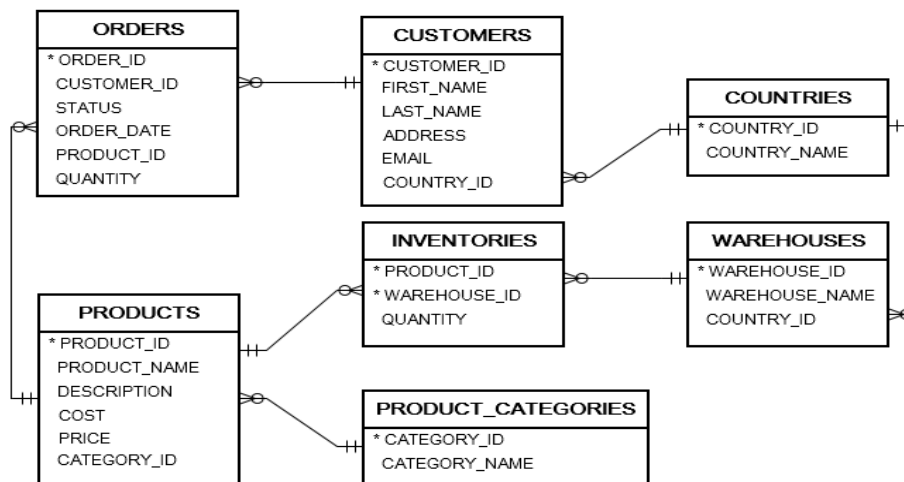 ORDERS
* ORDER_ID
CUSTOMER_ID
STATUS
ORDER_DATE
PRODUCT_ID
QUANTITY
CUSTOMERS
* CUSTOMER_ID
FIRST_NAME
LAST_NAME
ADDRESS
EMAIL
COUNTRY_ID
COUNTRIES
* COUNTRY_ID
COUNTRY_NAME
INVENTORIES
* PRODUCT_ID
* WAREHOUSE_ID
QUANTITY
WAREHOUSES
* WAREHOUSE_ID
WAREHOUSE_NAME
COUNTRY_ID
PRODUCTS
* PRODUCT_ID
PRODUCT_NAME
DESCRIPTION
COST
PRICE
CATEGORY_ID
PRODUCT_CATEGORIES
* CATEGORY_ID
CATEGORY_NAME